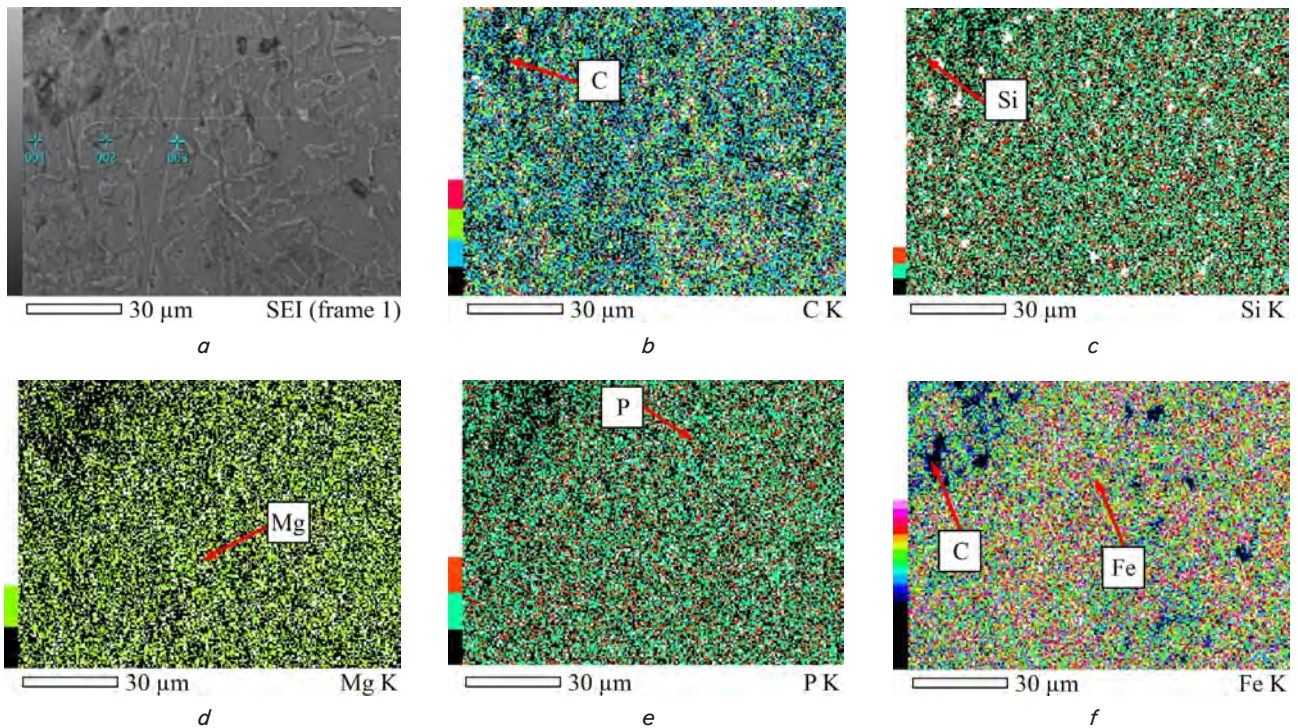 001
002
003
30 µm
SEI (frame 1)
a
C
30 µm
C K
b
Si
30 µm
Si K
c
Mg
30 µm
Mg K
d
P
30 µm
P K
e
C
Fe
30 µm
Fe K
f